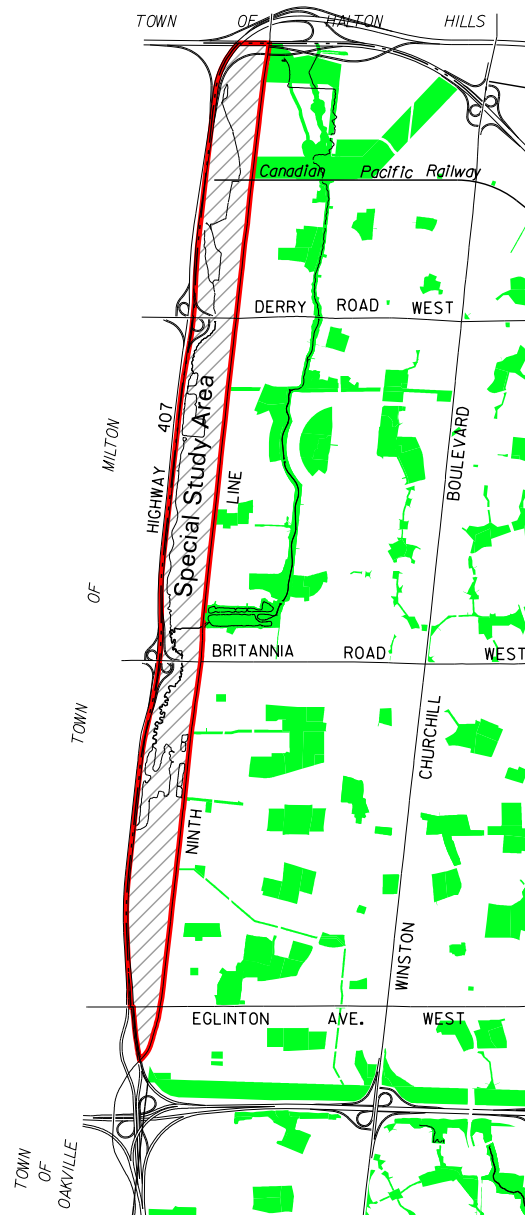 TOWN OF HALTON HILLS
Canadian Pacific Railway
DERRY ROAD WEST
MILTON
HIGHWAY 407
Special Study Area
LINE
BOULEVARD
OF
BRITANNIA ROAD WEST
TOWN
CHURCHILL
NINTH
WINSTON
EGLINTON AVE. WEST
TOWN
OF
OAKVILLE